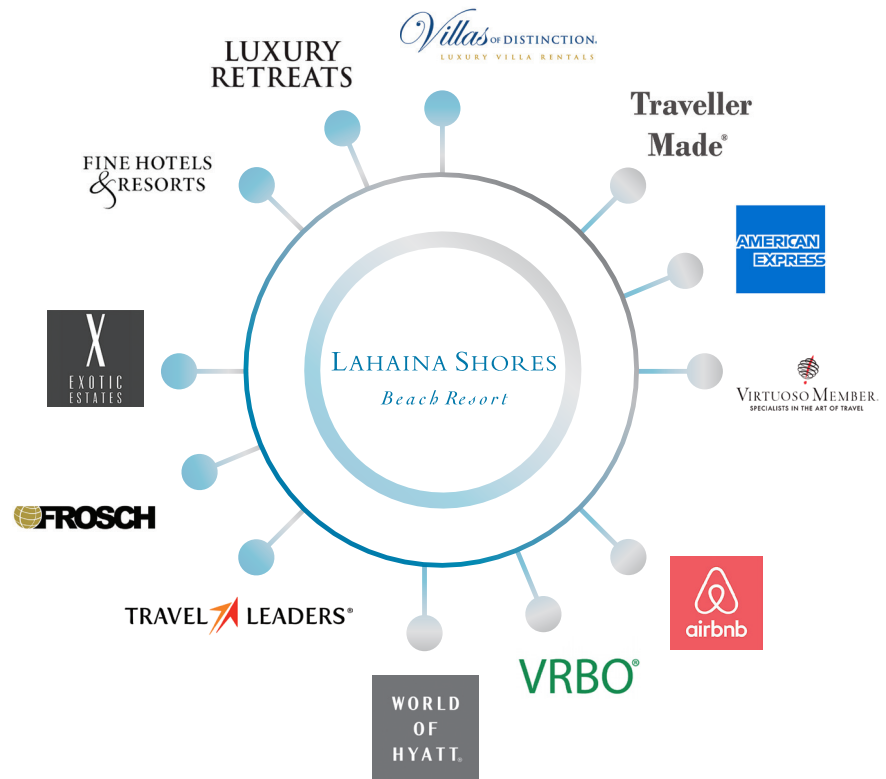 Villas OF DISTINCTION.
LUXURY VILLA RENTALS
LUXURY
RETREATS
Traveller
Made®
FINE HOTELS
& RESORTS
AMERICAN
EXPRESS
LAHAINA SHORES
Beach Resort
X
EXOTIC
ESTATES
VIRTUOSO MEMBER.
SPECIALISTS IN THE ART OF TRAVEL
FROSCH
TRAVEL LEADERS®
airbnb
VRBO®
WORLD
OF
HYATT®